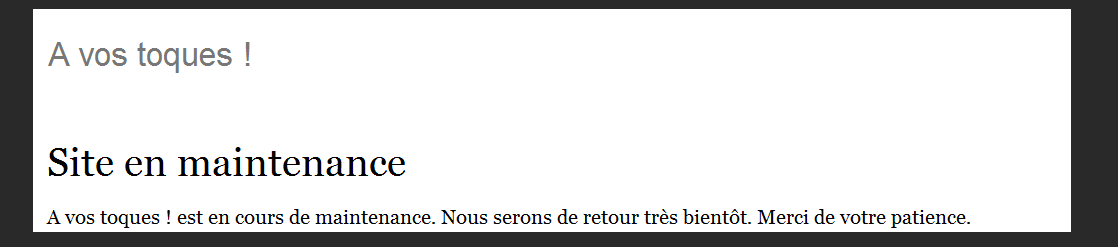 A vos toques !
Site en maintenance
A vos toques ! est en cours de maintenance. Nous serons de retour très bientôt. Merci de votre patience.